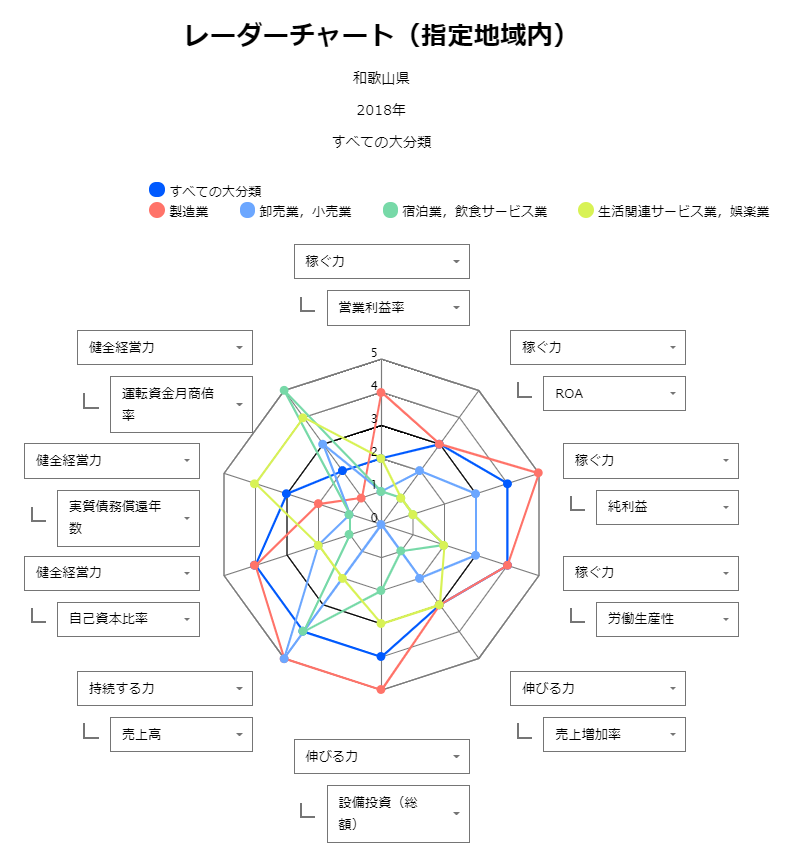 レーダーチャート（指定地域内）
和歌山県
2018年
すべての大分類
すべての大分類
製造業 卸売業，小売業 宿泊業，飲食サービス業 生活関連サービス業，娯楽業
稼ぐ力
営業利益率
健全経営力
稼ぐ力
運転資金月商倍
率
ROA
5
4
3
2
1
0
健全経営力
稼ぐ力
実質債務償還年
数
純利益
健全経営力
稼ぐ力
自己資本比率
労働生産性
持続する力
伸びる力
売上高
売上増加率
伸びる力
設備投資（総
額）